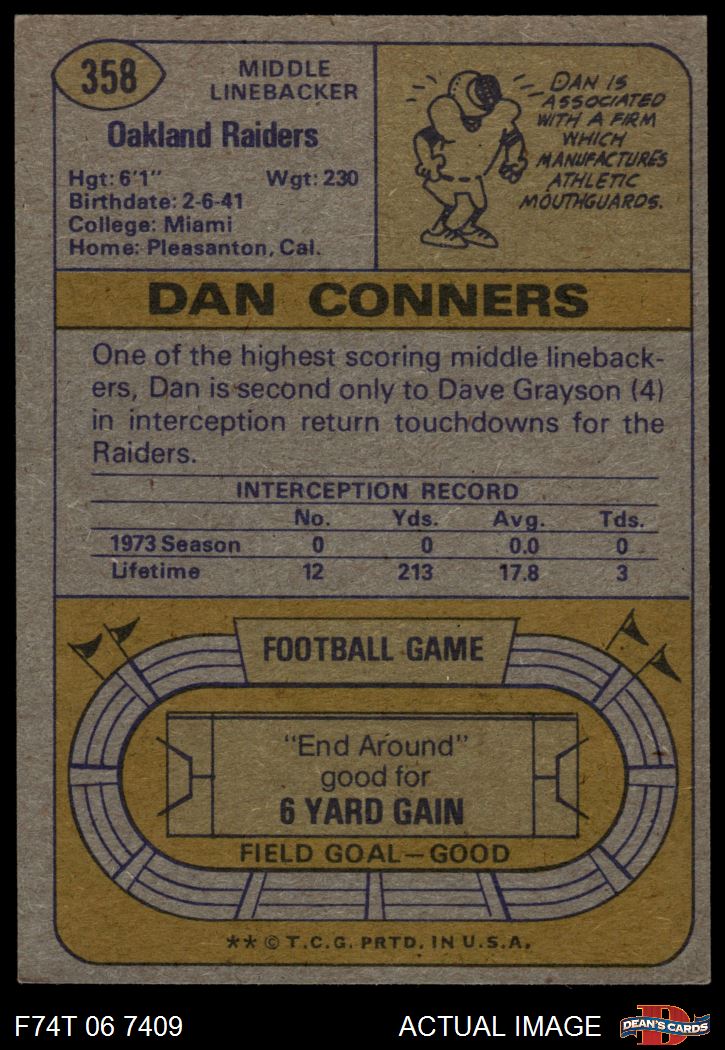 358
MIDDLE
LINEBACKER
Oakland Raiders
Hgt: 6'1" Wgt: 230
Birthdate: 2-6-41
College: Miami
Home: Pleasanton, Cal.
DAN IS
ASSOCIATED
WITH A FIRM
WHICH
MANUFACTURES
ATHLETIC
MOUTHGUARDS.
DAN CONNERS
One of the highest scoring middle lineback-
ers, Dan is second only to Dave Grayson (4)
in interception return touchdowns for the
Raiders.
INTERCEPTION RECORD
No. Yds. Avg. Tds.
1973 Season 0 0 0.0 0
Lifetime 12 213 17.8 3
FOOTBALL GAME
"End Around"
good for
6 YARD GAIN
FIELD GOAL—GOOD
** © T.C.G. PRTD. IN U.S.A.
F74T 06 7409 ACTUAL IMAGE
D
DEAN'S CARDS